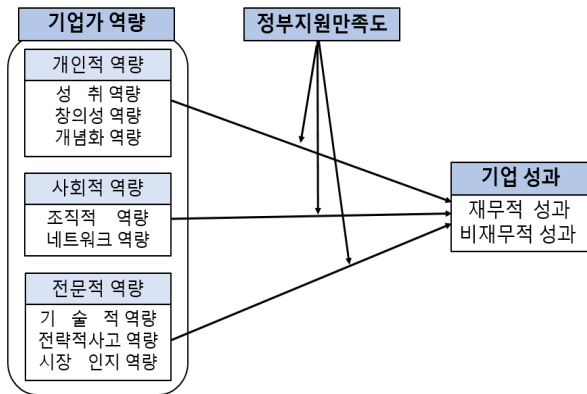 기업가 역량
정부지원만족도
개인적 역량
성 취 역량
창의성 역량
개념화 역량
사회적 역량
조직적 역량
네트워크 역량
전문적 역량
기 술 적 역량
전략적사고 역량
시장 인지 역량
기업 성과
재무적 성과
비재무적 성과